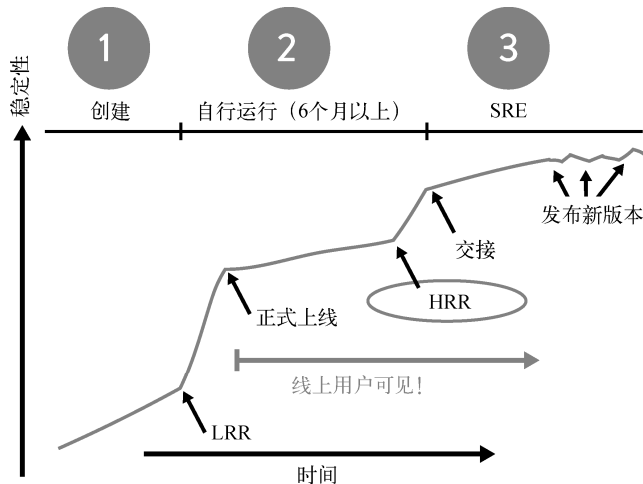 1
2
3
稳定性
创建
自行运行（6个月以上）
SRE
发布新版本
交接
HRR
正式上线
线上用户可见！
LRR
时间